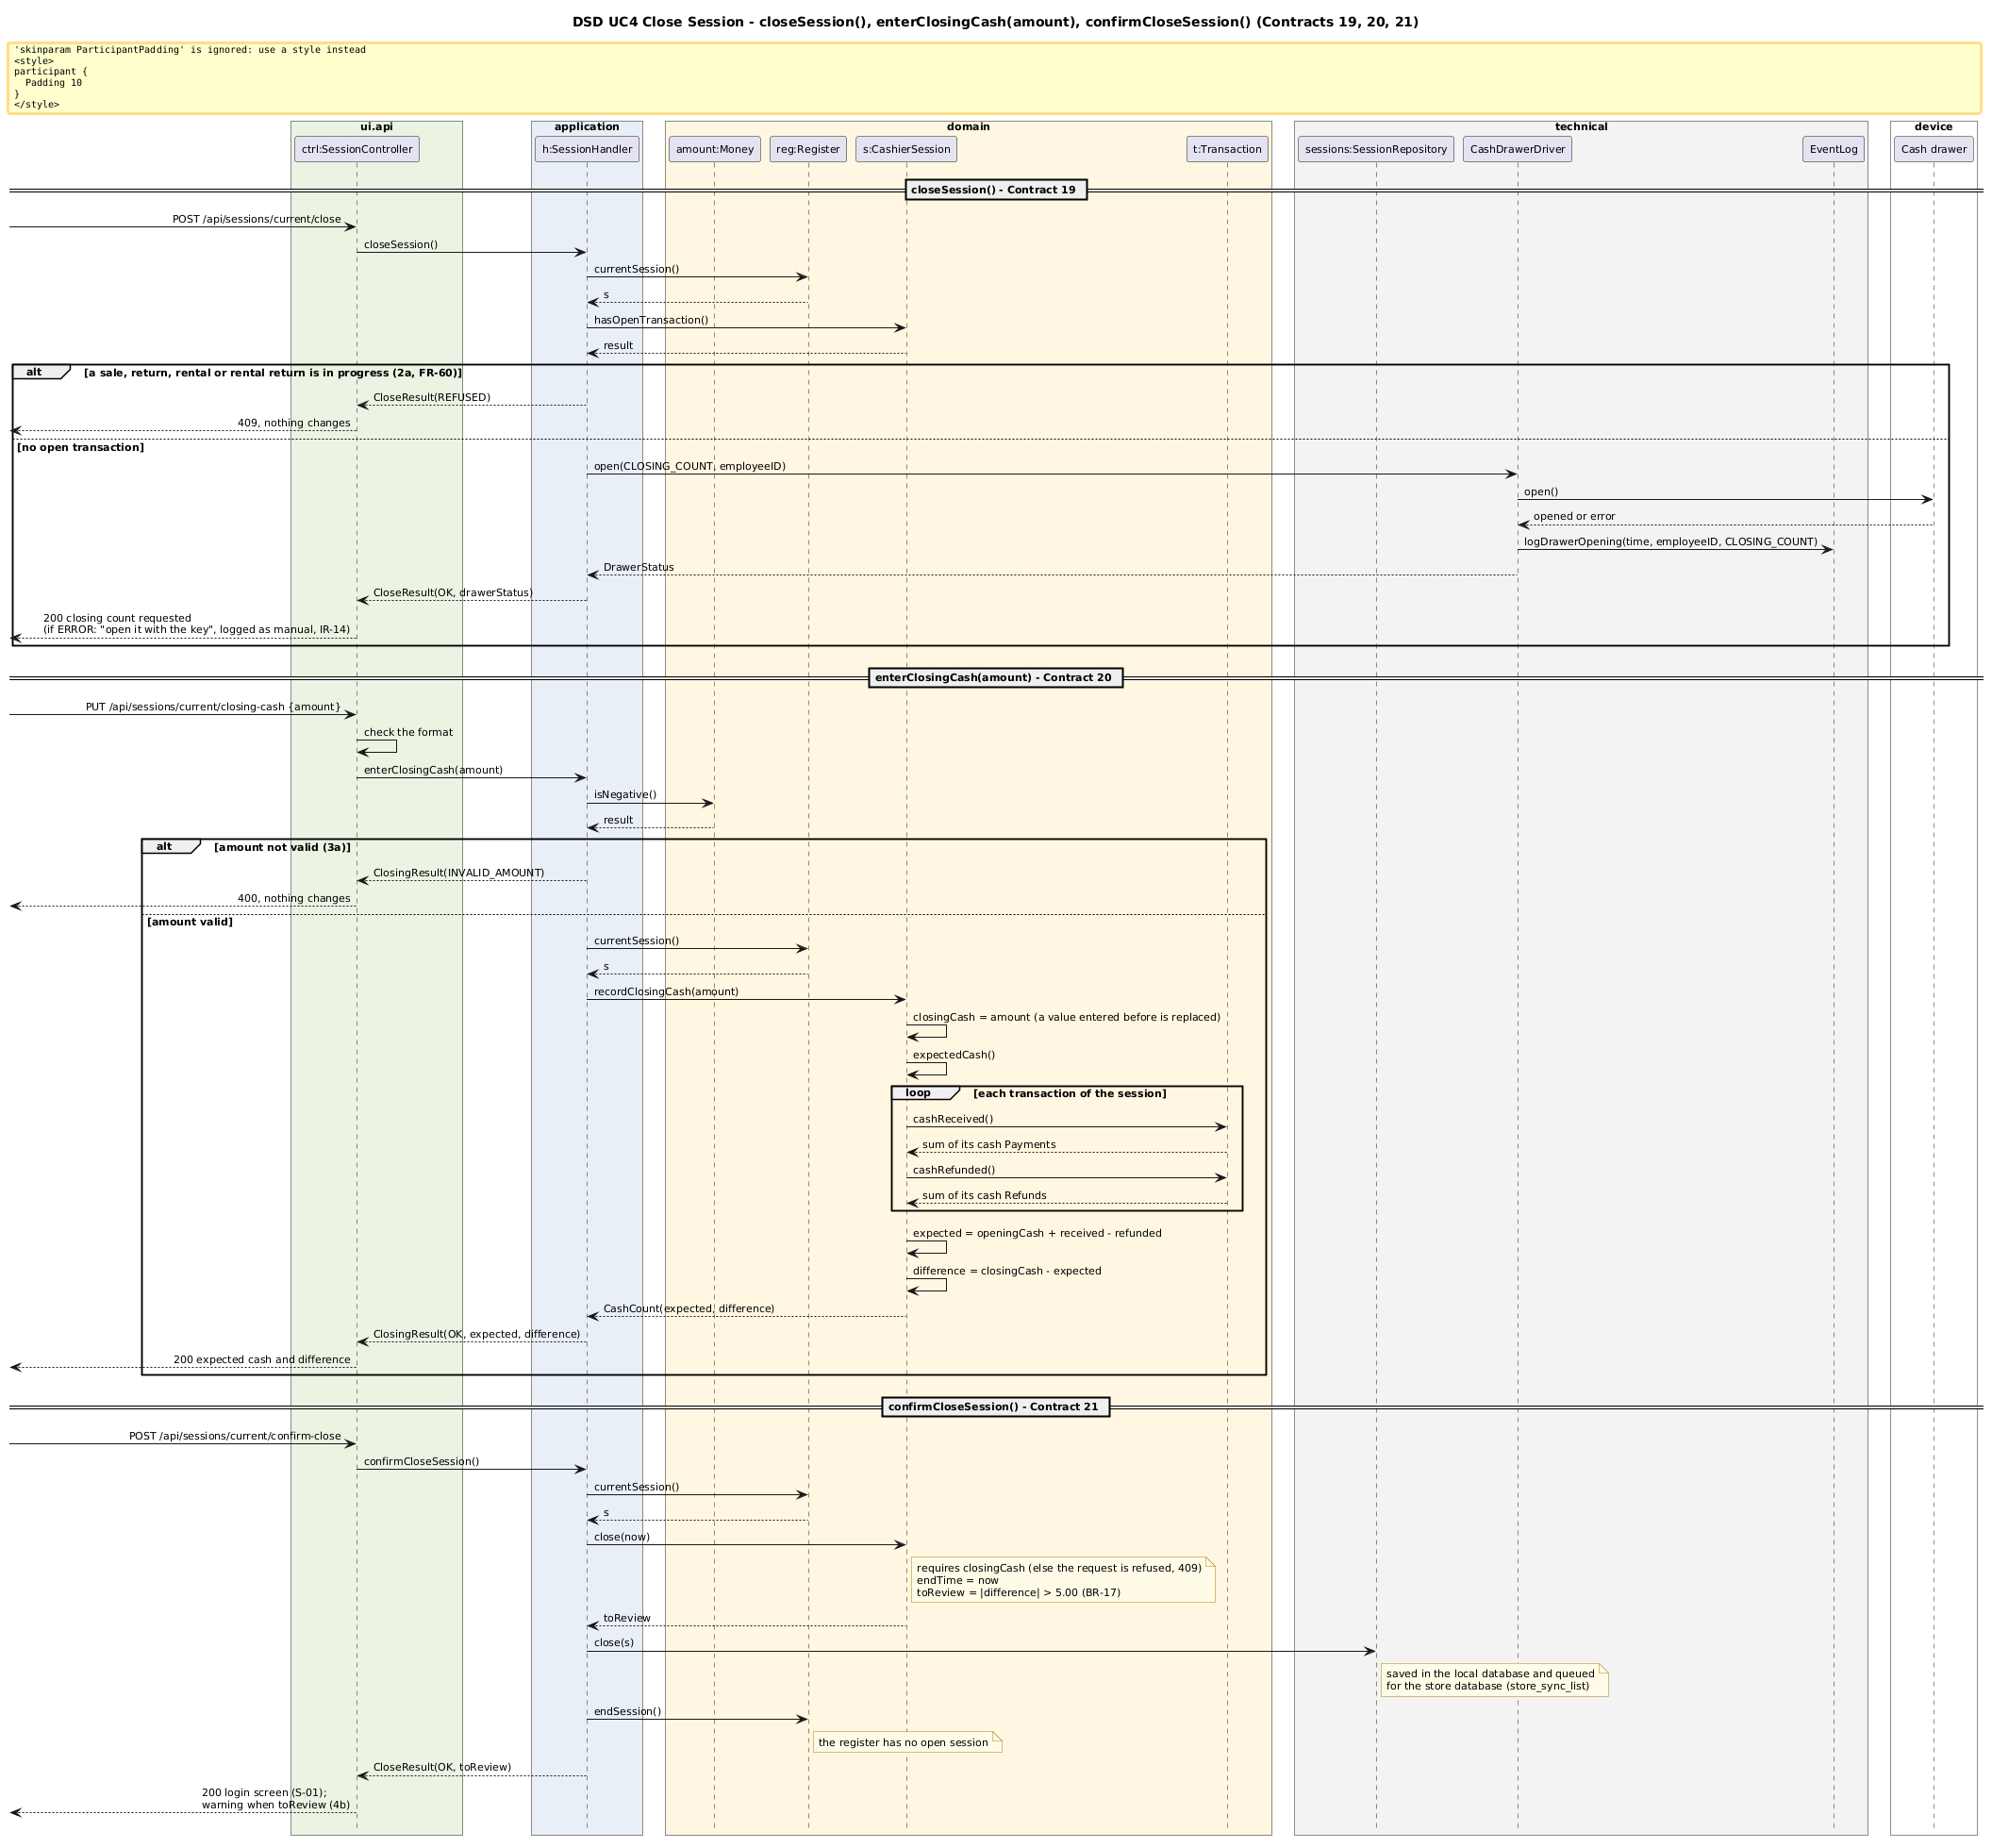 DSD UC4 Close Session - closeSession(), enterClosingCash(amount), confirmCloseSession() (Contracts 19, 20, 21)
'skinparam ParticipantPadding' is ignored: use a style instead
<style>
participant {
  Padding 10
}
</style>
ui.api
application
domain
technical
device
ctrl:SessionController
h:SessionHandler
amount:Money
reg:Register
s:CashierSession
t:Transaction
sessions:SessionRepository
CashDrawerDriver
EventLog
Cash drawer
closeSession() - Contract 19
POST /api/sessions/current/close
closeSession()
currentSession()
s
hasOpenTransaction()
result
alt
[a sale, return, rental or rental return is in progress (2a, FR-60)]
CloseResult(REFUSED)
409, nothing changes
[no open transaction]
open(CLOSING_COUNT, employeeID)
open()
opened or error
logDrawerOpening(time, employeeID, CLOSING_COUNT)
DrawerStatus
CloseResult(OK, drawerStatus)
200 closing count requested
(if ERROR: "open it with the key", logged as manual, IR-14)
enterClosingCash(amount) - Contract 20
PUT /api/sessions/current/closing-cash {amount}
check the format
enterClosingCash(amount)
isNegative()
result
alt
[amount not valid (3a)]
ClosingResult(INVALID_AMOUNT)
400, nothing changes
[amount valid]
currentSession()
s
recordClosingCash(amount)
closingCash = amount (a value entered before is replaced)
expectedCash()
loop
[each transaction of the session]
cashReceived()
sum of its cash Payments
cashRefunded()
sum of its cash Refunds
expected = openingCash + received - refunded
difference = closingCash - expected
CashCount(expected, difference)
ClosingResult(OK, expected, difference)
200 expected cash and difference
confirmCloseSession() - Contract 21
POST /api/sessions/current/confirm-close
confirmCloseSession()
currentSession()
s
close(now)
requires closingCash (else the request is refused, 409)
endTime = now
toReview = |difference| > 5.00 (BR-17)
toReview
close(s)
saved in the local database and queued
for the store database (store_sync_list)
endSession()
the register has no open session
CloseResult(OK, toReview)
200 login screen (S-01);
warning when toReview (4b)